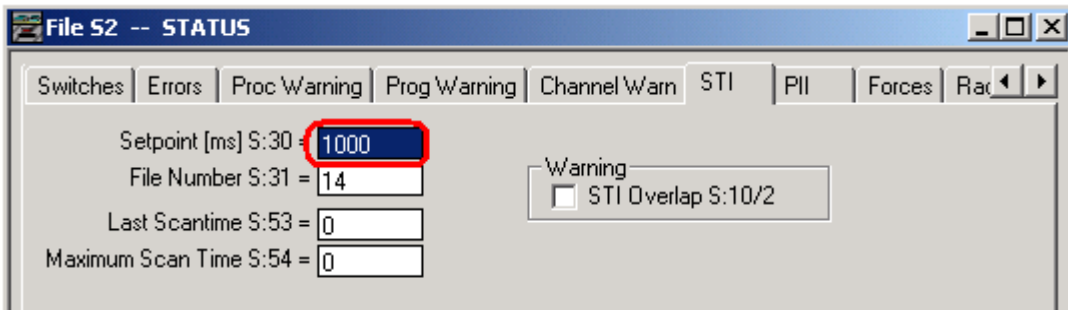 File S2 -- STATUS
Switches Errors Proc Warning Prog Warning Channel Warn STI PII Forces Rac
Setpoint [ms] S:30 = 1000
File Number S:31 = 14
Warning
STI Overlap S:10/2
Last Scantime S:53 = 0
Maximum Scan Time S:54 = 0